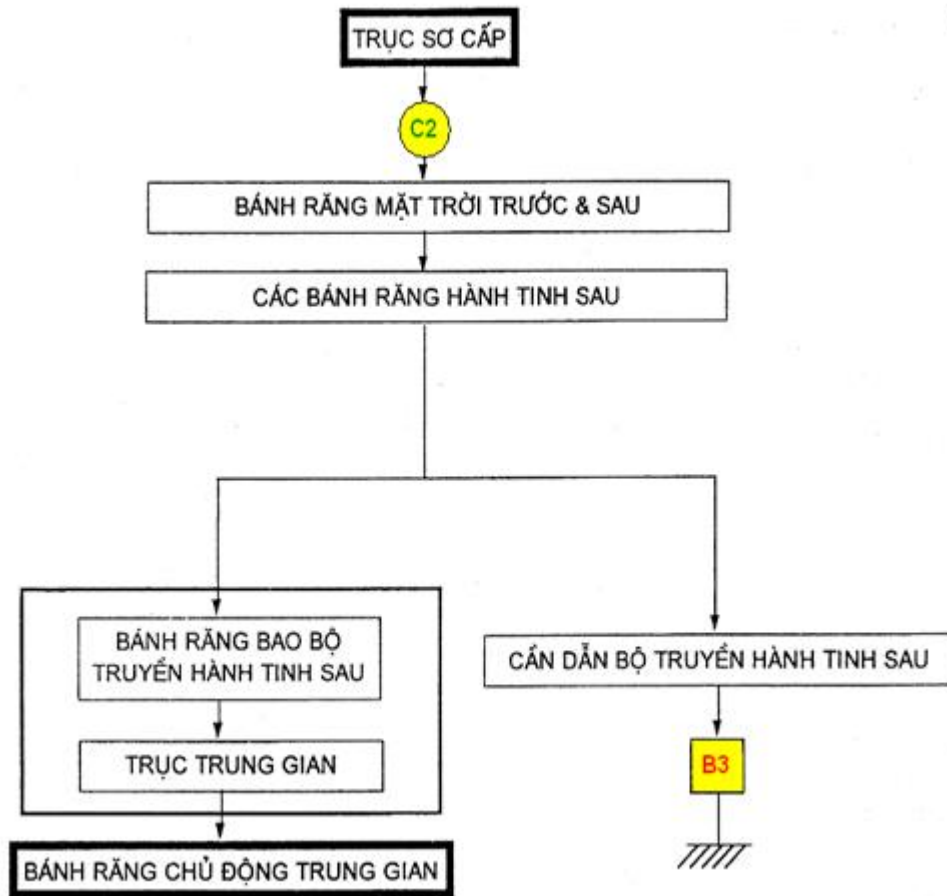 TRỤC SƠ CẤP
C2
BÁNH RĂNG MẶT TRỜI TRƯỚC & SAU
CÁC BÁNH RĂNG HÀNH TINH SAU
BÁNH RĂNG BAO BỘ
TRUYỀN HÀNH TINH SAU
TRỤC TRUNG GIAN
BÁNH RĂNG CHỦ ĐỘNG TRUNG GIAN
CẦN DẪN BỘ TRUYỀN HÀNH TINH SAU
B3